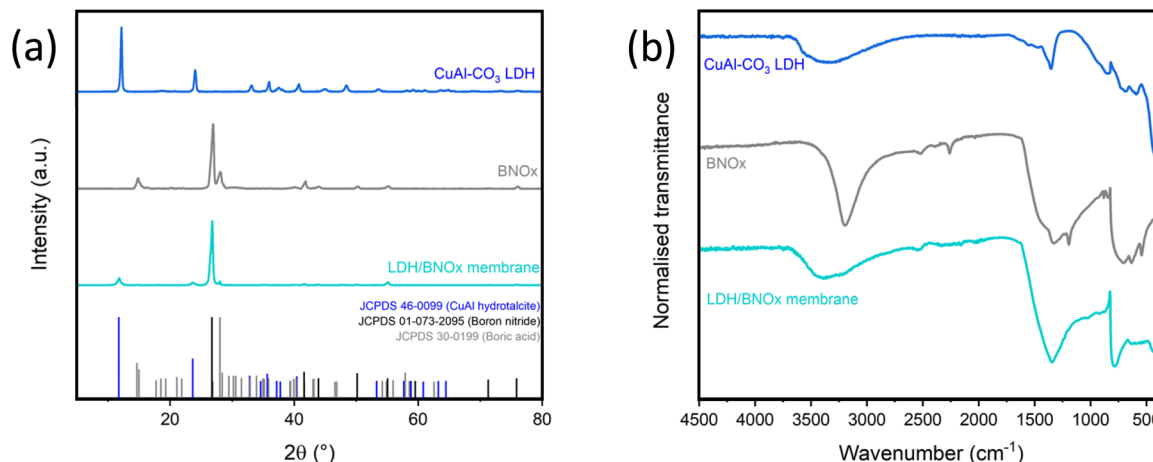 (a)
CuAl-CO₃ LDH
BNOx
LDH/BNOx membrane
JCPDS 46-0099 (CuAl hydrotalcite)
JCPDS 01-073-2095 (Boron nitride)
JCPDS 30-0199 (Boric acid)
Intensity (a.u.)
20 40 60 80
2θ (°)
(b)
CuAl-CO₃ LDH
BNOx
LDH/BNOx membrane
Normalised transmittance
4500 4000 3500 3000 2500 2000 1500 1000 500
Wavenumber (cm⁻¹)